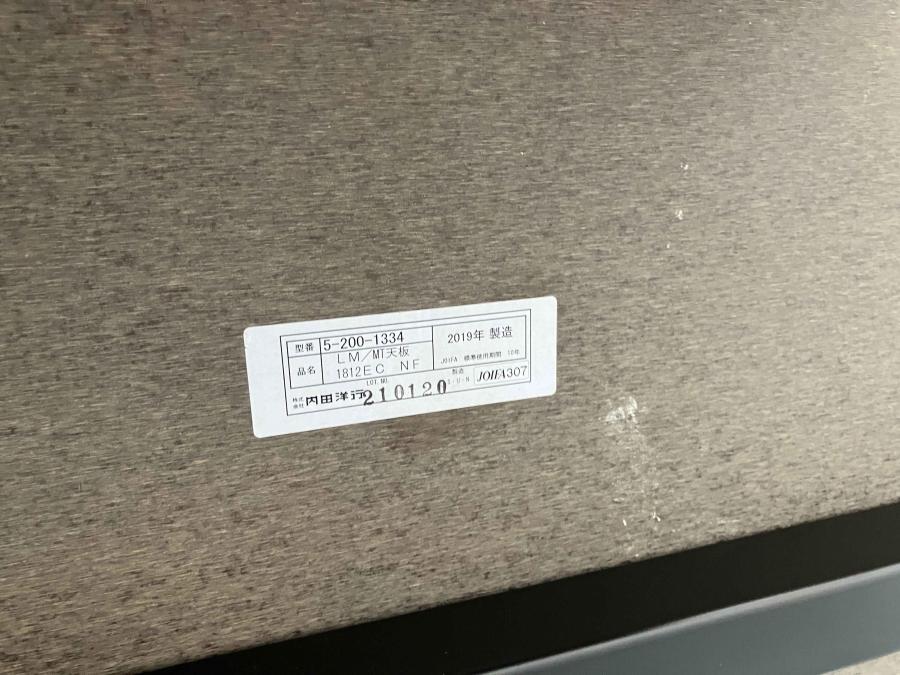 型番 5-200-1334 2019年 製造
品名 LM/MT天板
1812EC NF
JOIFA 標準使用期間 10年
LOT.NO. 製造
株式会社 内田洋行 210120 JOIFA307